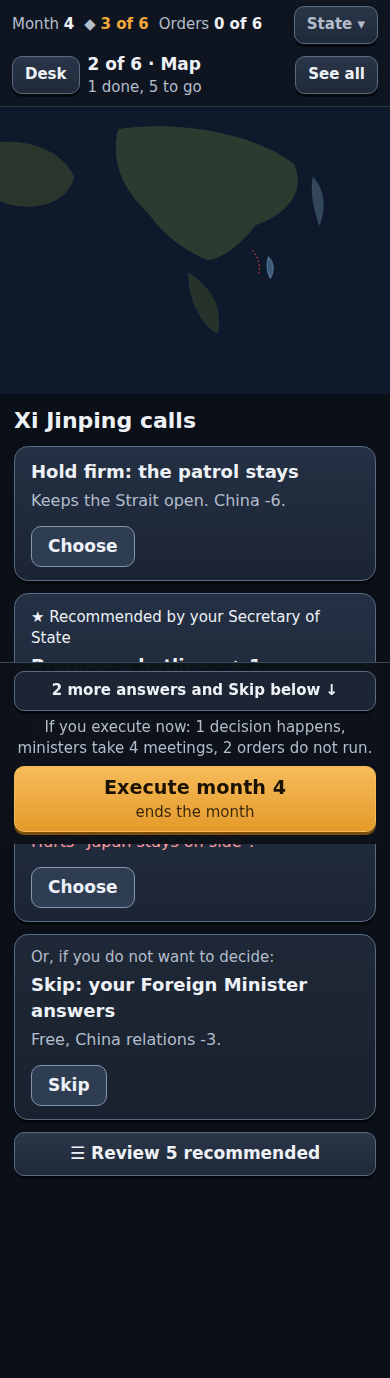 Month 4 ◆ 3 of 6 Orders 0 of 6 State ▾
Desk
2 of 6 · Map
1 done, 5 to go
See all
Xi Jinping calls
Hold firm: the patrol stays
Keeps the Strait open. China -6.
Choose
★ Recommended by your Secretary of
State
2 more answers and Skip below ↓
If you execute now: 1 decision happens,
ministers take 4 meetings, 2 orders do not run.
Execute month 4
ends the month
Choose
Or, if you do not want to decide:
Skip: your Foreign Minister
answers
Free, China relations -3.
Skip
☰ Review 5 recommended